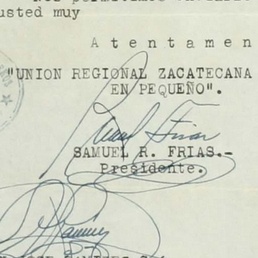 usted muy
Atentamen
"UNION REGIONAL ZACATECANA
EN PEQUEÑO".
SAMUEL R. FRIAS.-
Presidente.